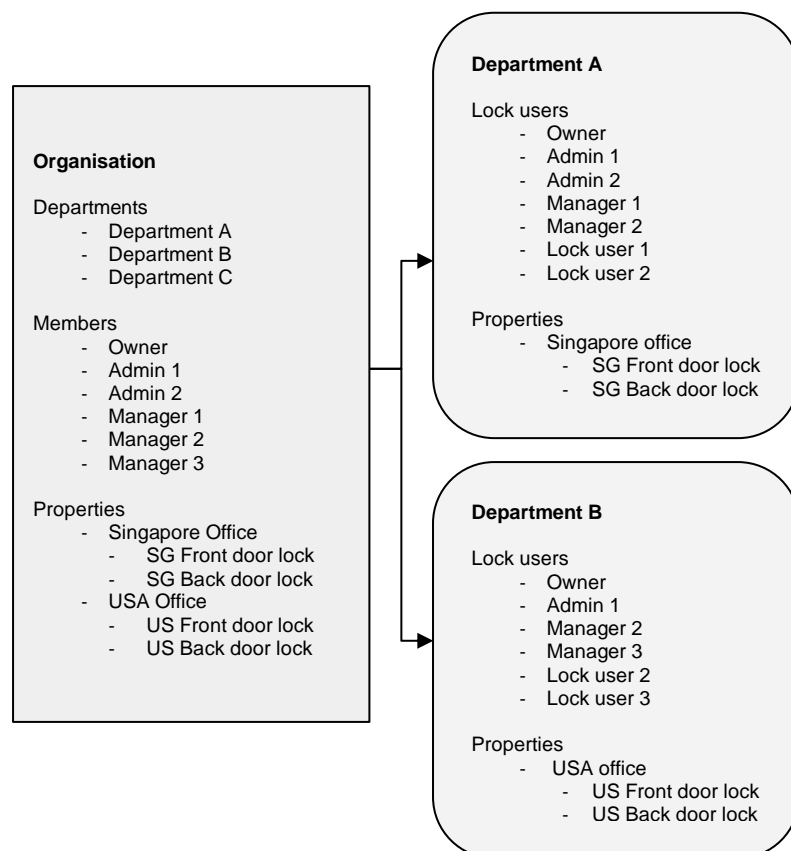 Organisation
Departments
- Department A
- Department B
- Department C
Members
- Owner
- Admin 1
- Admin 2
- Manager 1
- Manager 2
- Manager 3
Properties
- Singapore Office
- SG Front door lock
- SG Back door lock
- USA Office
- US Front door lock
- US Back door lock
Department A
Lock users
- Owner
- Admin 1
- Admin 2
- Manager 1
- Manager 2
- Lock user 1
- Lock user 2
Properties
- Singapore office
- SG Front door lock
- SG Back door lock
Department B
Lock users
- Owner
- Admin 1
- Manager 2
- Manager 3
- Lock user 2
- Lock user 3
Properties
- USA office
- US Front door lock
- US Back door lock